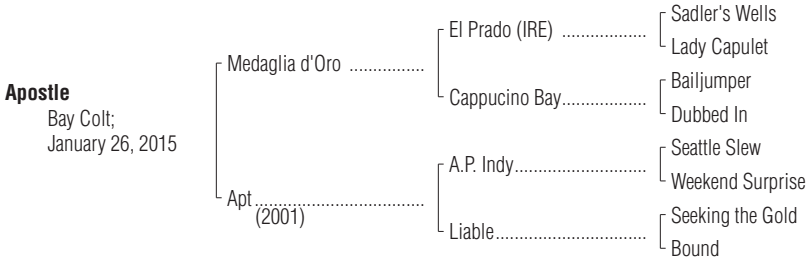 Apostle
Bay Colt;
January 26, 2015
Medaglia d'Oro ................
Apt ....................................
(2001)
El Prado (IRE) ..................
Cappucino Bay..................
A.P. Indy............................
Liable................................
Sadler's Wells
Lady Capulet
Bailjumper
Dubbed In
Seattle Slew
Weekend Surprise
Seeking the Gold
Bound